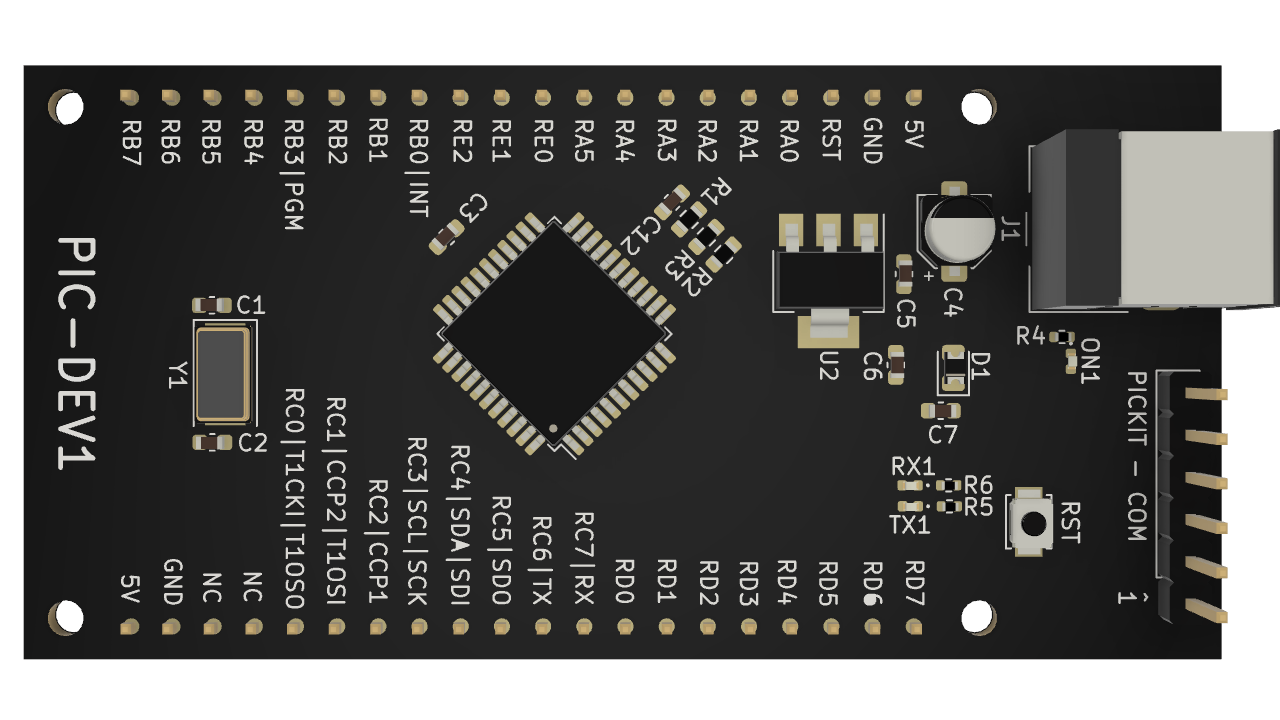 RB7
RB6
RB5
RB4
RB3|PGM
RB2
RB1
RB0|INT
RE2
RE1
RE0
RA5
RA4
RA3
RA2
RA1
RA0
RST
GND
5V
C3
R1
C12
R3
R2
J1
PIC-DEV1
C1
Y1
C2
+
C5
C4
U2
C6
D1
C7
R4
ON1
PICKIT - COM
^
1
RX1
R6
R5
TX1
RST
5V
GND
NC
NC
RC0|T1CKI|T1OSO
RC1|CCP2|T1OSI
RC2|CCP1
RC3|SCL|SCK
RC4|SDA|SDI
RC5|SDO
RC6|TX
RC7|RX
RD0
RD1
RD2
RD3
RD4
RD5
RD6
RD7